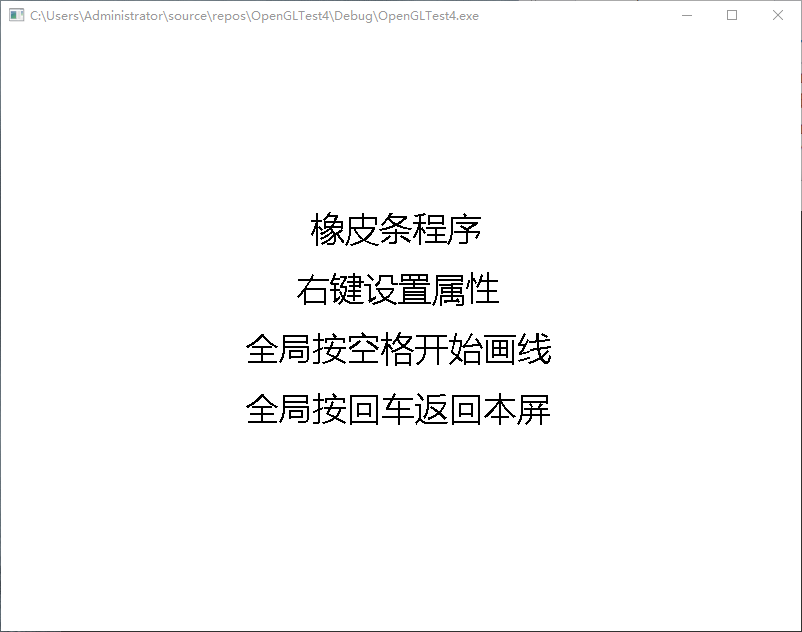 C:\Users\Administrator\source\repos\OpenGLTest4\Debug\OpenGLTest4.exe
橡皮条程序
右键设置属性
全局按空格开始画线
全局按回车返回本屏